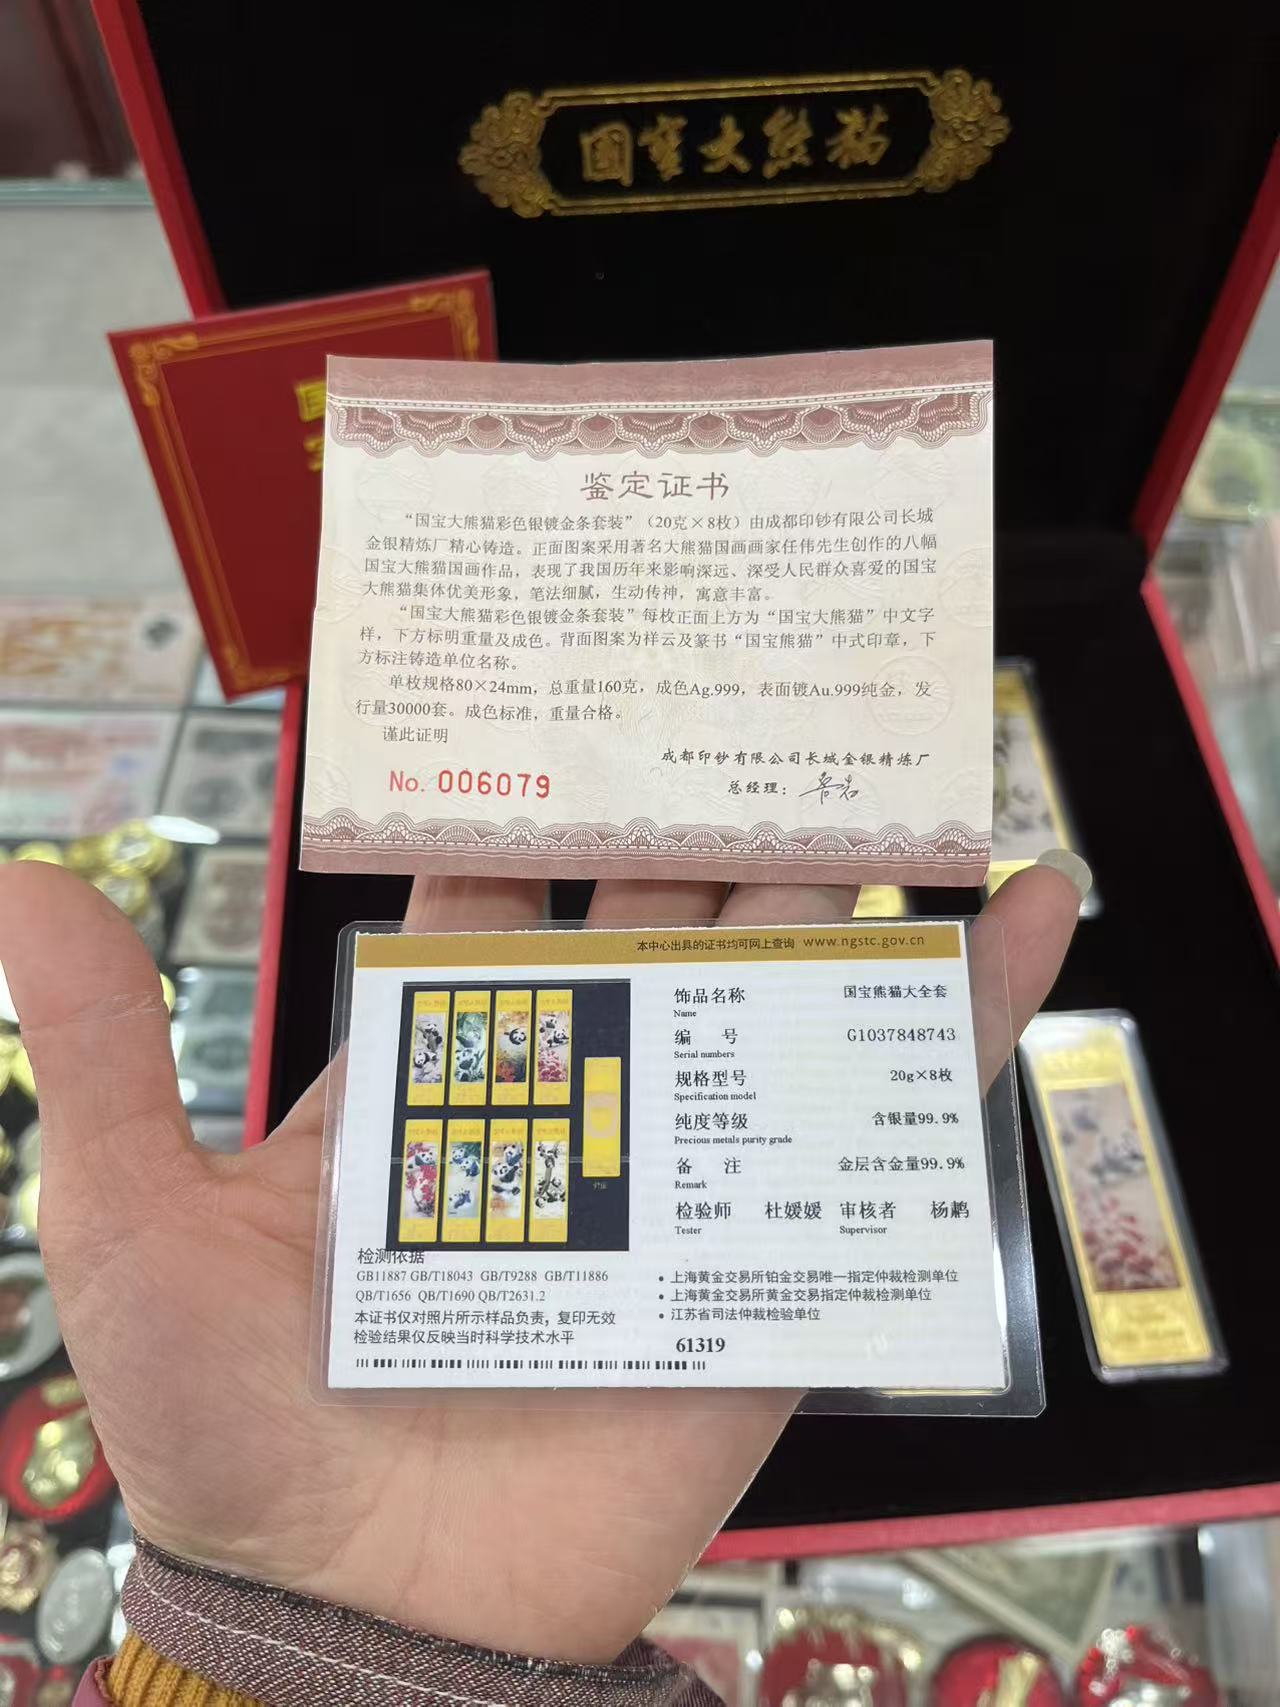 国宝大熊猫
鉴定证书
“国宝大熊猫彩色银镀金条套装”（20克×8枚）由成都印钞有限公司长城
金银精炼厂精心铸造。正面图案采用著名大熊猫国画画家任伟先生创作的八幅
国宝大熊猫国画作品，表现了我国历年来影响深远、深受人民群众喜爱的国宝
大熊猫集体优美形象，笔法细腻，生动传神，寓意丰富。
“国宝大熊猫彩色银镀金条套装”每枚正面上方为“国宝大熊猫”中文字
样，下方标明重量及成色。背面图案为祥云及篆书“国宝熊猫”中式印章，下
方标注铸造单位名称。
单枚规格80×24mm，总重量160克，成色Ag.999，表面镀Au.999纯金，发
行量30000套。成色标准，重量合格。
谨此证明
成都印钞有限公司长城金银精炼厂
No. 006079
总经理：
本中心出具的证书均可网上查询 www.ngstc.gov.cn
饰品名称 国宝熊猫大全套
Name
编 号 G1037848743
Serial numbers
规格型号 20g×8枚
Specification model
纯度等级 含银量99.9%
Precious metals purity grade
备 注 金层含金量99.9%
Remark
检验师 杜媛媛 审核者 杨鹣
Tester Supervisor
检测依据
GB11887 GB/T18043 GB/T9288 GB/T11886
QB/T1656 QB/T1690 QB/T2631.2
本证书仅对照片所示样品负责，复印无效
检验结果仅反映当时科学技术水平
• 上海黄金交易所铂金交易唯一指定仲裁检测单位
• 上海黄金交易所黄金交易指定仲裁检测单位
• 江苏省司法仲裁检验单位
61319